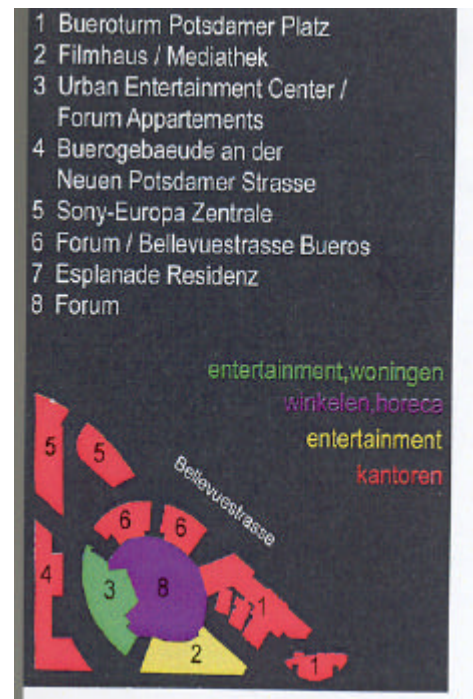 1 Bueroturm Potsdamer Platz
2 Filmhaus / Mediathek
3 Urban Entertainment Center /
Forum Appartements
4 Buerogebaeude an der
Neuen Potsdamer Strasse
5 Sony-Europa Zentrale
6 Forum / Bellevuestrasse Bueros
7 Esplanade Residenz
8 Forum
entertainment,woningen
winkelen,horeca
entertainment
kantoren
5
5
Bellevuestrasse
6
6
4
3
8
1
2
1